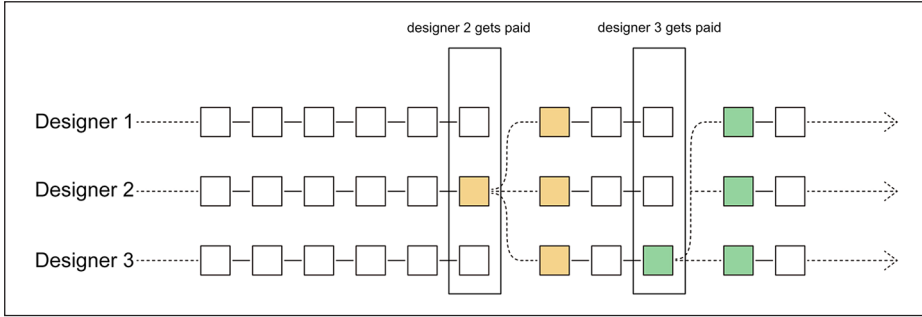 designer 2 gets paid
designer 3 gets paid
Designer 1
Designer 2
Designer 3